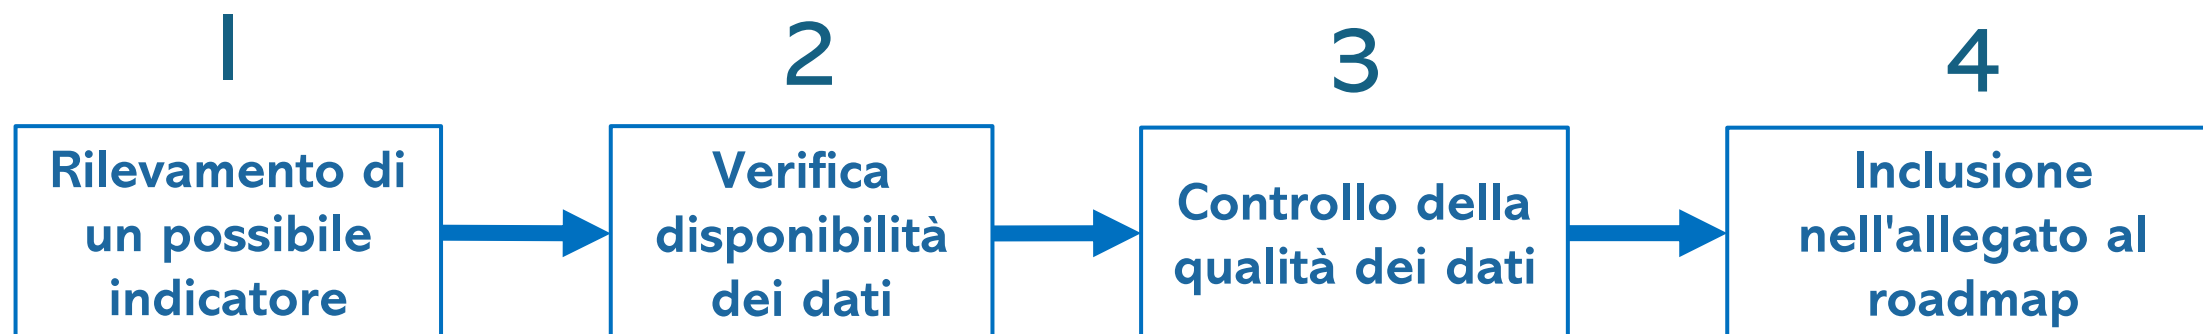 1
2
3
4
Rilevamento di
un possibile
indicatore
Verifica
disponibilità
dei dati
Controllo della
qualità dei dati
Inclusione
nell'allegato al
roadmap